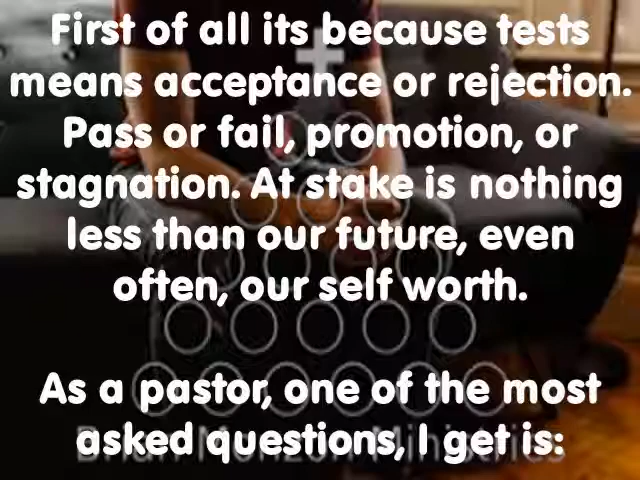 First of all its because tests
means acceptance or rejection.
Pass or fail, promotion, or
stagnation. At stake is nothing
less than our future, even
often, our self worth.
As a pastor, one of the most
asked questions, I get is: